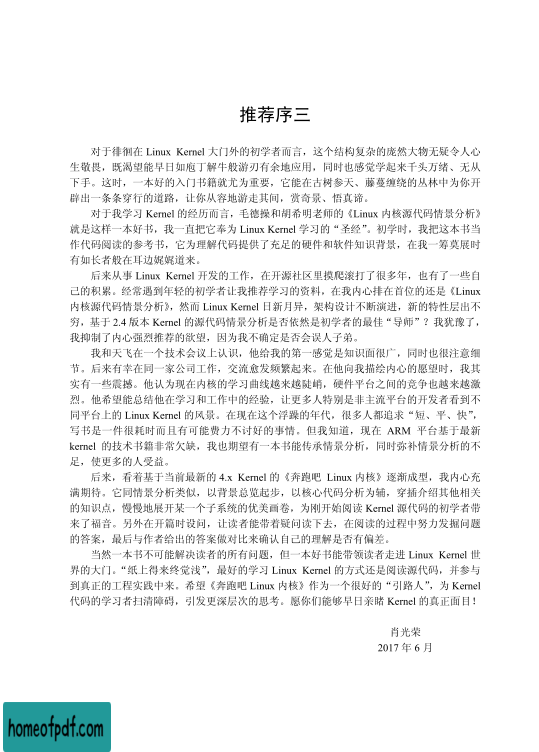 推荐序三
对于徘徊在 Linux Kernel 大门外的初学者而言，这个结构复杂的庞然大物无疑令人心
生敬畏，既渴望能早日如庖丁解牛般游刃有余地应用，同时也感觉学起来千头万绪、无从
下手。这时，一本好的入门书籍就尤为重要，它能在古树参天、藤蔓缠绕的丛林中为你开
辟出一条条穿行的道路，让你从容地游走其间，赏奇景、悟真谛。
对于我学习 Kernel 的经历而言，毛德操和胡希明老师的《Linux 内核源代码情景分析》
就是这样一本好书，我一直把它奉为 Linux Kernel 学习的“圣经”。初学时，我把这本书当
作代码阅读的参考书，它为理解代码提供了充足的硬件和软件知识背景，在我一筹莫展时
有如长者般在耳边娓娓道来。
后来从事 Linux Kernel 开发的工作，在开源社区里摸爬滚打了很多年，也有了一些自
己的积累。经常遇到年轻的初学者让我推荐学习的资料，在我内心排在首位的还是《Linux
内核源代码情景分析》，然而 Linux Kernel 日新月异，架构设计不断演进，新的特性层出不
穷，基于 2.4 版本 Kernel 的源代码情景分析是否依然是初学者的最佳“导师”？我犹豫了，
我抑制了内心强烈推荐的欲望，因为我不确定是否会误人子弟。
我和天飞在一个技术会议上认识，他给我的第一感觉是知识面很广，同时也很注意细
节。后来有幸在同一家公司工作，交流愈发频繁起来。在他向我描绘内心的愿望时，我其
实有一些震撼。他认为现在内核的学习曲线越来越陡峭，硬件平台之间的竞争也越来越激
烈。他希望能总结他在学习和工作中的经验，让更多人特别是非主流平台的开发者看到不
同平台上的 Linux Kernel 的风景。在现在这个浮躁的年代，很多人都追求“短、平、快”，
写书是一件很耗时而且有可能费力不讨好的事情。但我知道，现在 ARM 平台基于最新
kernel 的技术书籍非常欠缺，我也期望有一本书能传承情景分析，同时弥补情景分析的不
足，使更多的人受益。
后来，看着基于当前最新的 4.x Kernel 的《奔跑吧 Linux 内核》逐渐成型，我内心充
满期待。它同情景分析类似，以背景总览起步，以核心代码分析为辅，穿插介绍其他相关
的知识点，慢慢地展开某一个子系统的优美画卷，为刚开始阅读 Kernel 源代码的初学者带
来了福音。另外在开篇时设问，让读者能带着疑问读下去，在阅读的过程中努力发掘问题
的答案，最后与作者给出的答案做对比来确认自己的理解是否有偏差。
当然一本书不可能解决读者的所有问题，但一本好书能带领读者走进 Linux Kernel 世
界的大门。“纸上得来终觉浅”，最好的学习 Linux Kernel 的方式还是阅读源代码，并参与
到真正的工程实践中来。希望《奔跑吧 Linux 内核》作为一个很好的“引路人”，为 Kernel
代码的学习者扫清障碍，引发更深层次的思考。愿你们能够早日亲睹 Kernel 的真正面目！
肖光荣
2017 年 6 月
homeofpdf.com